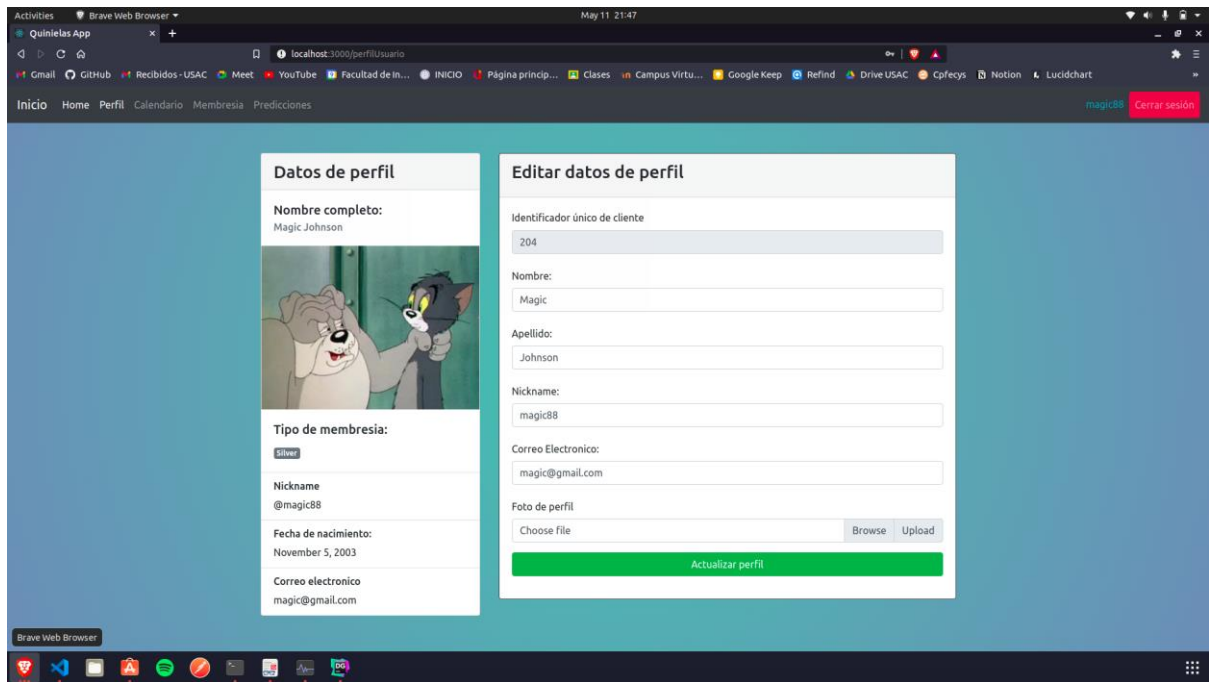 Activities Brave Web Browser May 11 21:47
Quinielas App
localhost:3000/perfilUsuario
Gmail GitHub Recibidos - USAC Meet YouTube Facultad de In... INICIO Página princip... Clases Campus Virtu... Google Keep Refind Drive USAC Cpfecys Notion Lucidchart »
Inicio Home Perfil Calendario Membresia Predicciones magic88 Cerrar sesión
Datos de perfil
Nombre completo:
Magic Johnson
Tipo de membresia:
Silver
Nickname
@magic88
Fecha de nacimiento:
November 5, 2003
Correo electronico
magic@gmail.com
Editar datos de perfil
Identificador único de cliente
204
Nombre:
Magic
Apellido:
Johnson
Nickname:
magic88
Correo Electronico:
magic@gmail.com
Foto de perfil
Choose file Browse Upload
Actualizar perfil
Brave Web Browser
DG